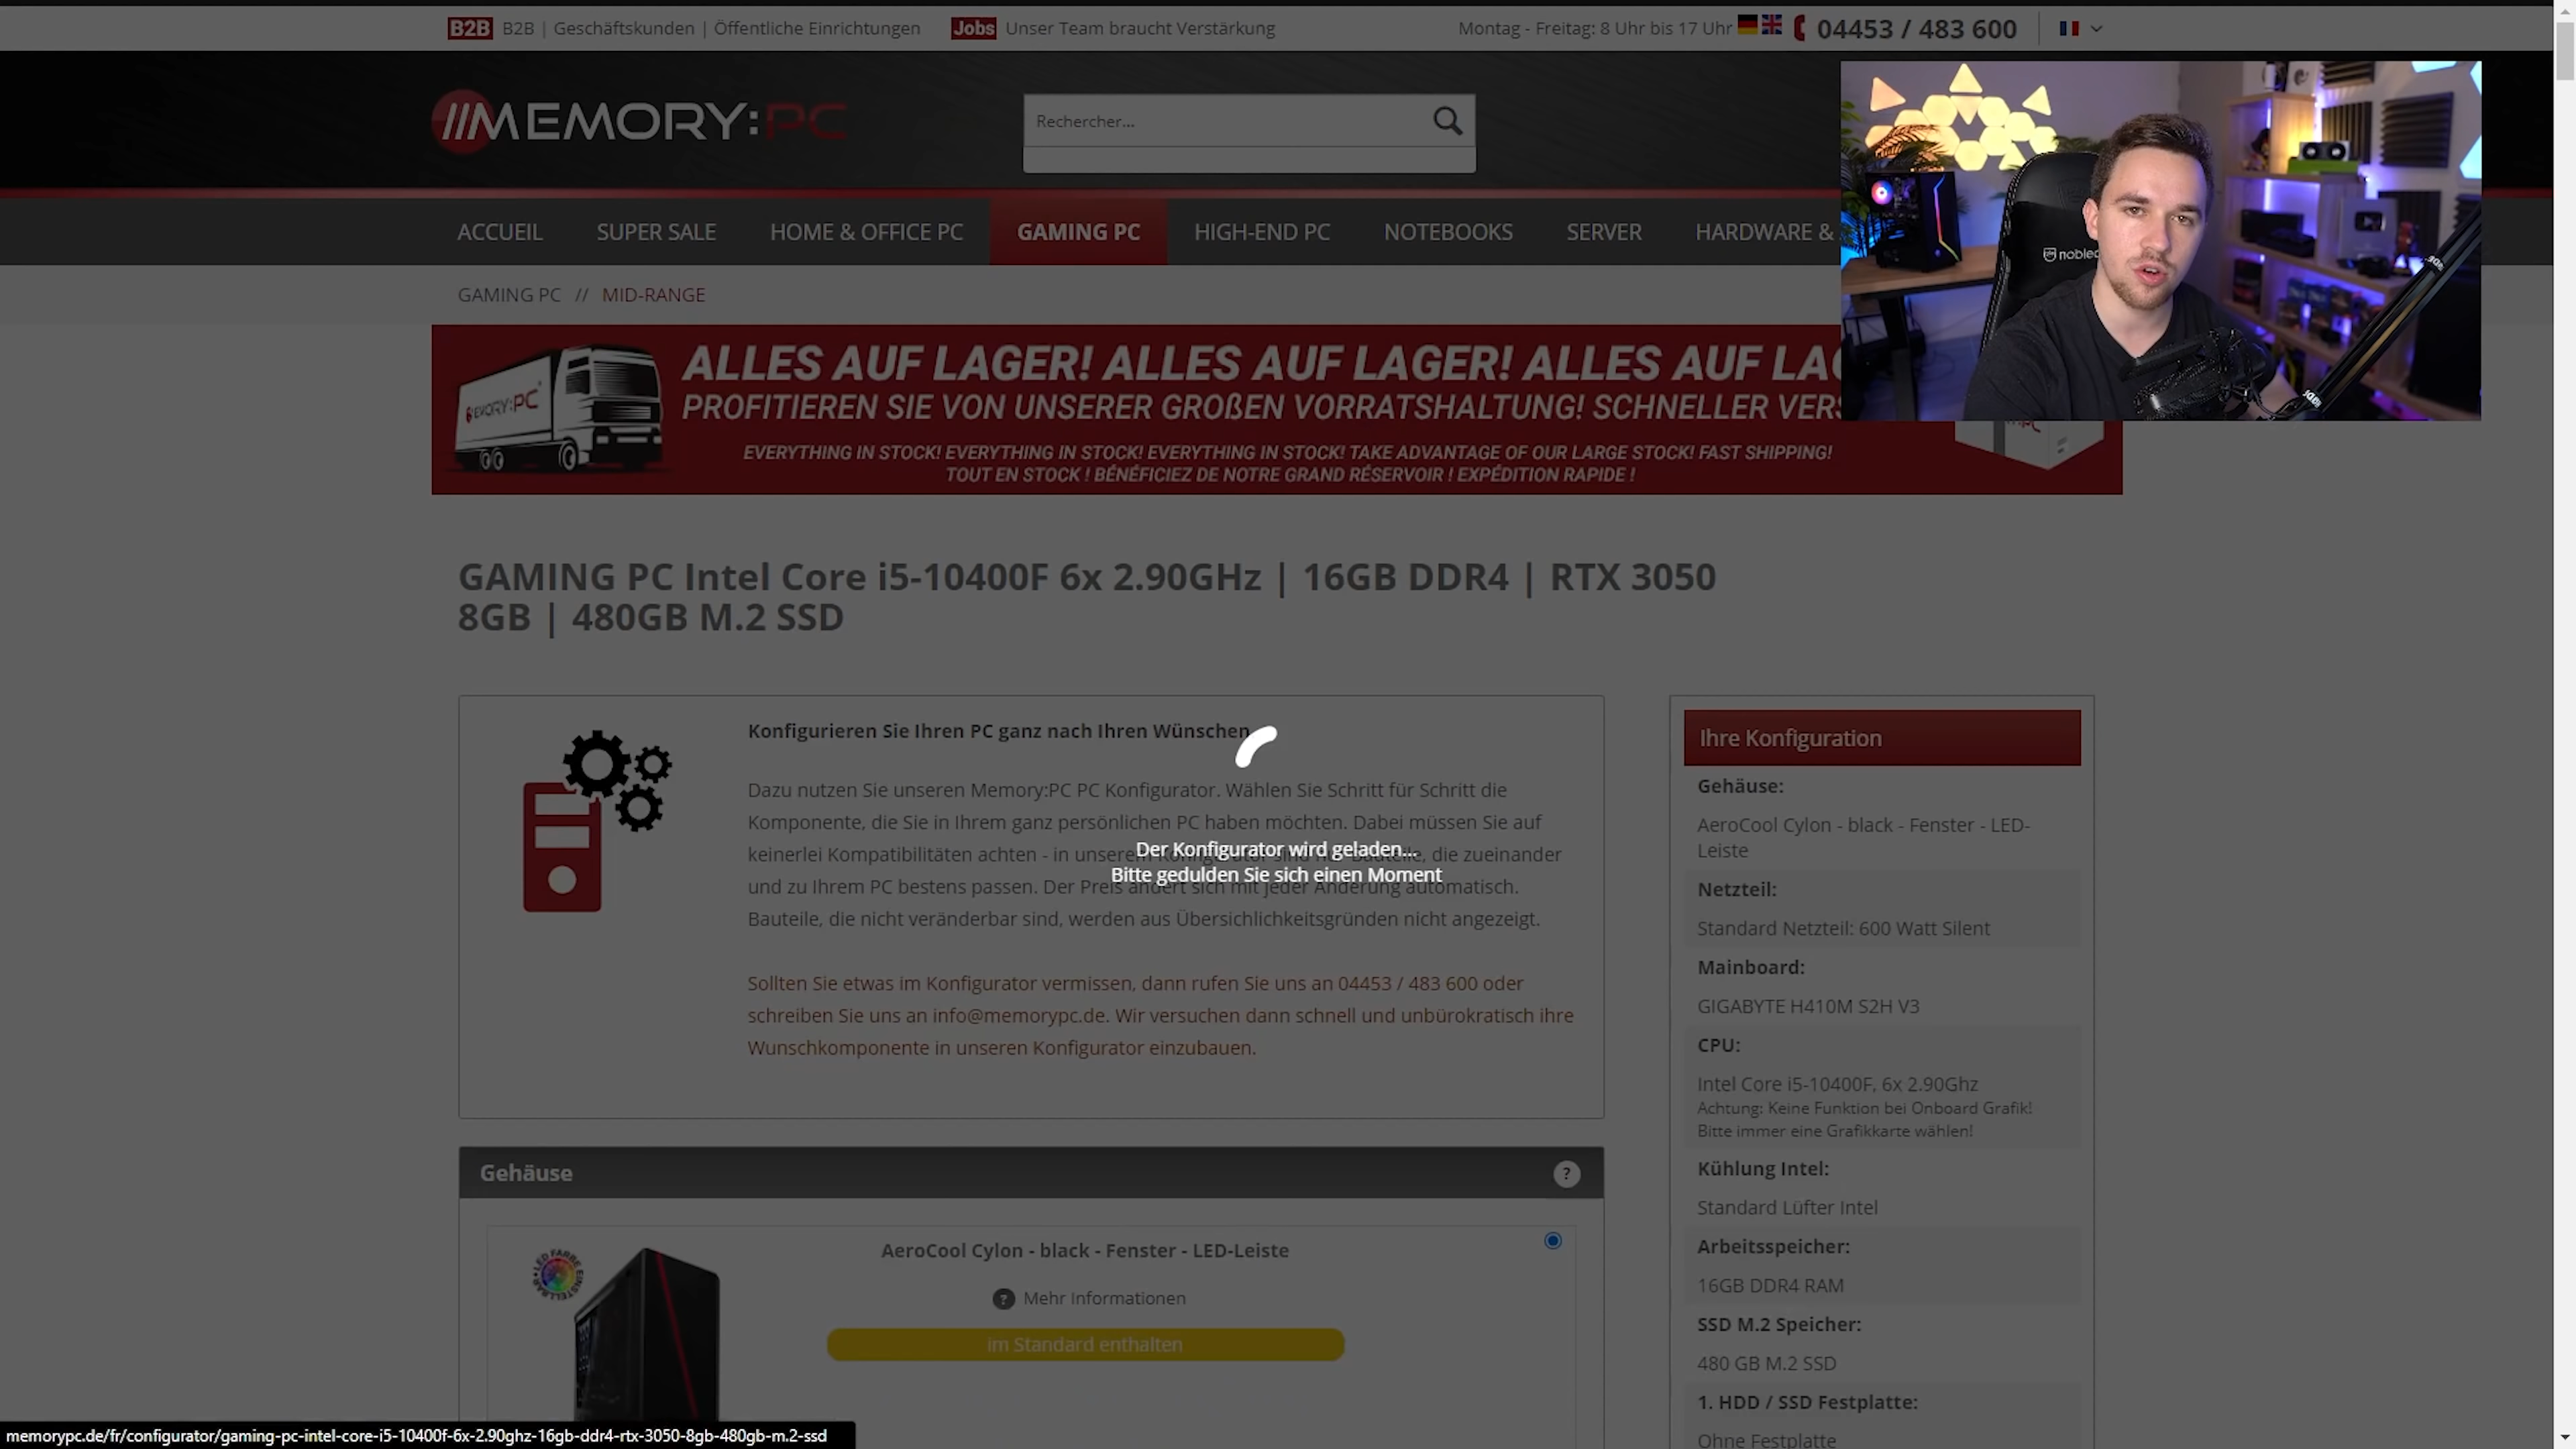 B2B B2B | Geschäftskunden | Öffentliche Einrichtungen Jobs Unser Team braucht Verstärkung Montag - Freitag: 8 Uhr bis 17 Uhr 04453 / 483 600
MEMORY:PC
Rechercher...
ACCUEIL SUPER SALE HOME & OFFICE PC GAMING PC HIGH-END PC NOTEBOOKS SERVER HARDWARE &
GAMING PC // MID-RANGE
ALLES AUF LAGER! ALLES AUF LAGER! ALLES AUF LA
PROFITIEREN SIE VON UNSERER GROßEN VORRATSHALTUNG! SCHNELLER VERS
EVERYTHING IN STOCK! EVERYTHING IN STOCK! EVERYTHING IN STOCK! TAKE ADVANTAGE OF OUR LARGE STOCK! FAST SHIPPING!
TOUT EN STOCK ! BÉNÉFICIEZ DE NOTRE GRAND RÉSERVOIR ! EXPÉDITION RAPIDE !
MEMORY:PC
GAMING PC Intel Core i5-10400F 6x 2.90GHz | 16GB DDR4 | RTX 3050
8GB | 480GB M.2 SSD
Konfigurieren Sie Ihren PC ganz nach Ihren Wünschen
Dazu nutzen Sie unseren Memory:PC PC Konfigurator. Wählen Sie Schritt für Schritt die
Komponente, die Sie in Ihrem ganz persönlichen PC haben möchten. Dabei müssen Sie auf
keinerlei Kompatibilitäten achten - in unserem Konfigurator sind nur Bauteile, die zueinander
und zu Ihrem PC bestens passen. Der Preis ändert sich mit jeder Änderung automatisch.
Bauteile, die nicht veränderbar sind, werden aus Übersichlichkeitsgründen nicht angezeigt.
Der Konfigurator wird geladen...
Bitte gedulden Sie sich einen Moment
Sollten Sie etwas im Konfigurator vermissen, dann rufen Sie uns an 04453 / 483 600 oder
schreiben Sie uns an info@memorypc.de. Wir versuchen dann schnell und unbürokratisch ihre
Wunschkomponente in unseren Konfigurator einzubauen.
Gehäuse ?
LED FARBE EINSTELLBAR
AeroCool Cylon - black - Fenster - LED-Leiste
? Mehr Informationen
im Standard enthalten
Ihre Konfiguration
Gehäuse:
AeroCool Cylon - black - Fenster - LED-
Leiste
Netzteil:
Standard Netzteil: 600 Watt Silent
Mainboard:
GIGABYTE H410M S2H V3
CPU:
Intel Core i5-10400F, 6x 2.90Ghz
Achtung: Keine Funktion bei Onboard Grafik!
Bitte immer eine Grafikkarte wählen!
Kühlung Intel:
Standard Lüfter Intel
Arbeitsspeicher:
16GB DDR4 RAM
SSD M.2 Speicher:
480 GB M.2 SSD
1. HDD / SSD Festplatte:
Ohne Festplatte
memorypc.de/fr/configurator/gaming-pc-intel-core-i5-10400f-6x-2.90ghz-16gb-ddr4-rtx-3050-8gb-480gb-m.2-ssd